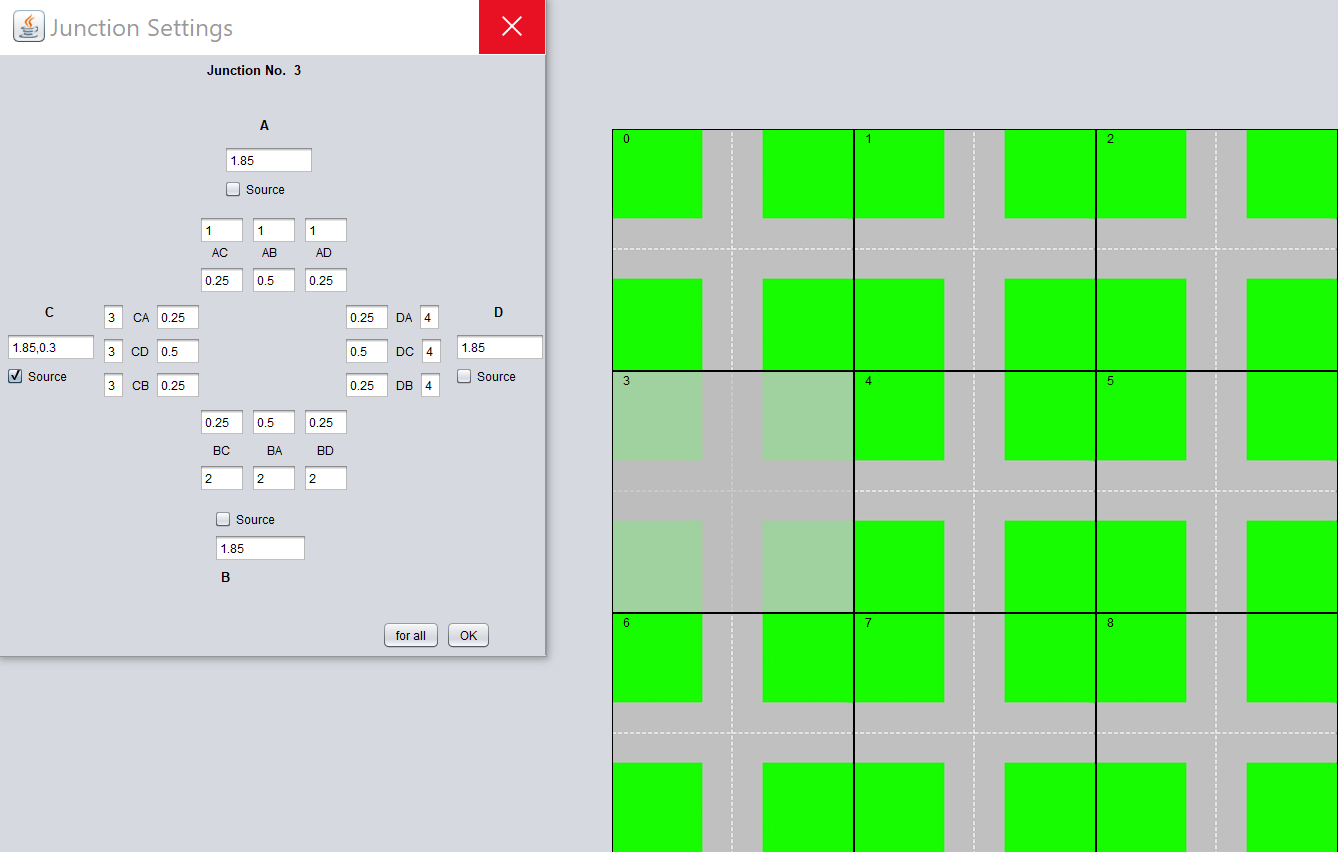 Junction Settings
Junction No. 3
A
1.85
Source
1 1 1
AC AB AD
0.25 0.5 0.25
C
1.85,0.3
Source
3 CA 0.25
3 CD 0.5
3 CB 0.25
0.25 DA 4
0.5 DC 4
0.25 DB 4
D
1.85
Source
0.25 0.5 0.25
BC BA BD
2 2 2
Source
1.85
B
for all OK
0 1 2
3 4 5
6 7 8